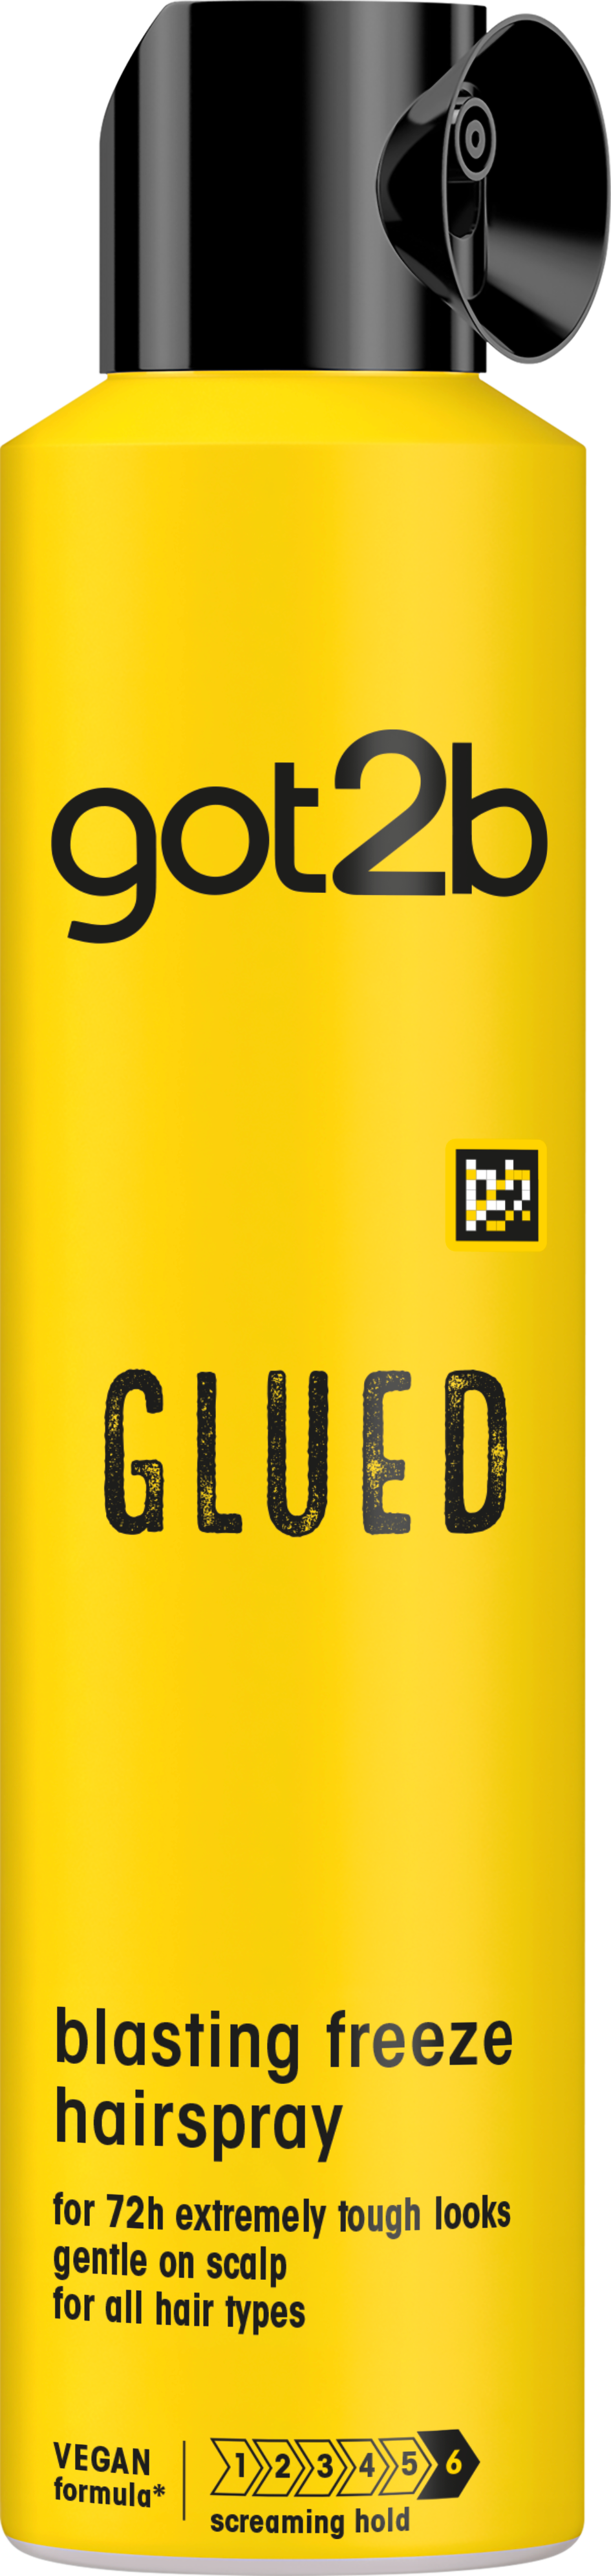 got2b
GLUED
blasting freeze
hairspray
for 72h extremely tough looks
gentle on scalp
for all hair types
VEGAN
formula*
1 2 3 4 5 6
screaming hold